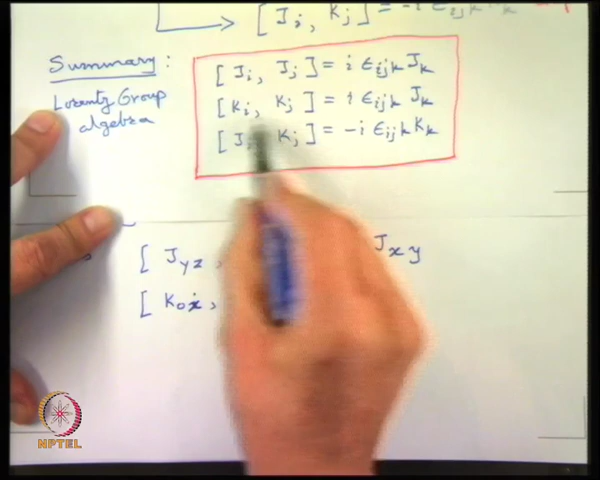 [ J_i, K_j ] = -i ϵ_ijk K_k
Summary :
[ J_i, J_j ] = i ϵ_ijk J_k
Lorentz Group
algebra
[ K_i, K_j ] = i ϵ_ijk J_k
[ J_i, K_j ] = -i ϵ_ijk K_k
[ J_yz, J_xy
[ K_0x,
NPTEL